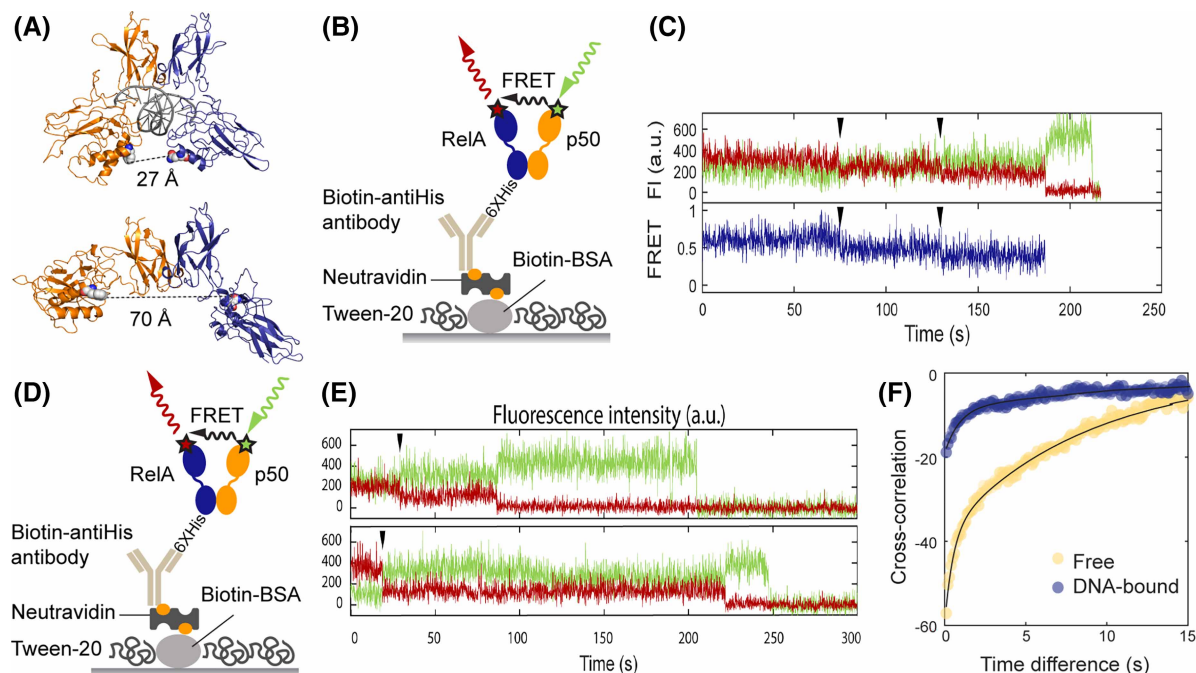 (A)
27 Å
70 Å
(B)
FRET
RelA
p50
6XHis
Biotin-antiHis
antibody
Neutravidin
Biotin-BSA
Tween-20
(C)
FI (a.u.)
600
400
200
0
FRET
1
0.5
0
0 50 100 150 200 250
Time (s)
(D)
FRET
RelA
p50
6XHis
Biotin-antiHis
antibody
Neutravidin
Biotin-BSA
Tween-20
(E)
Fluorescence intensity (a.u.)
600
400
200
0
600
400
200
0
0 50 100 150 200 250 300
Time (s)
(F)
Cross-correlation
0
-20
-40
-60
Free
DNA-bound
0 5 10 15
Time difference (s)